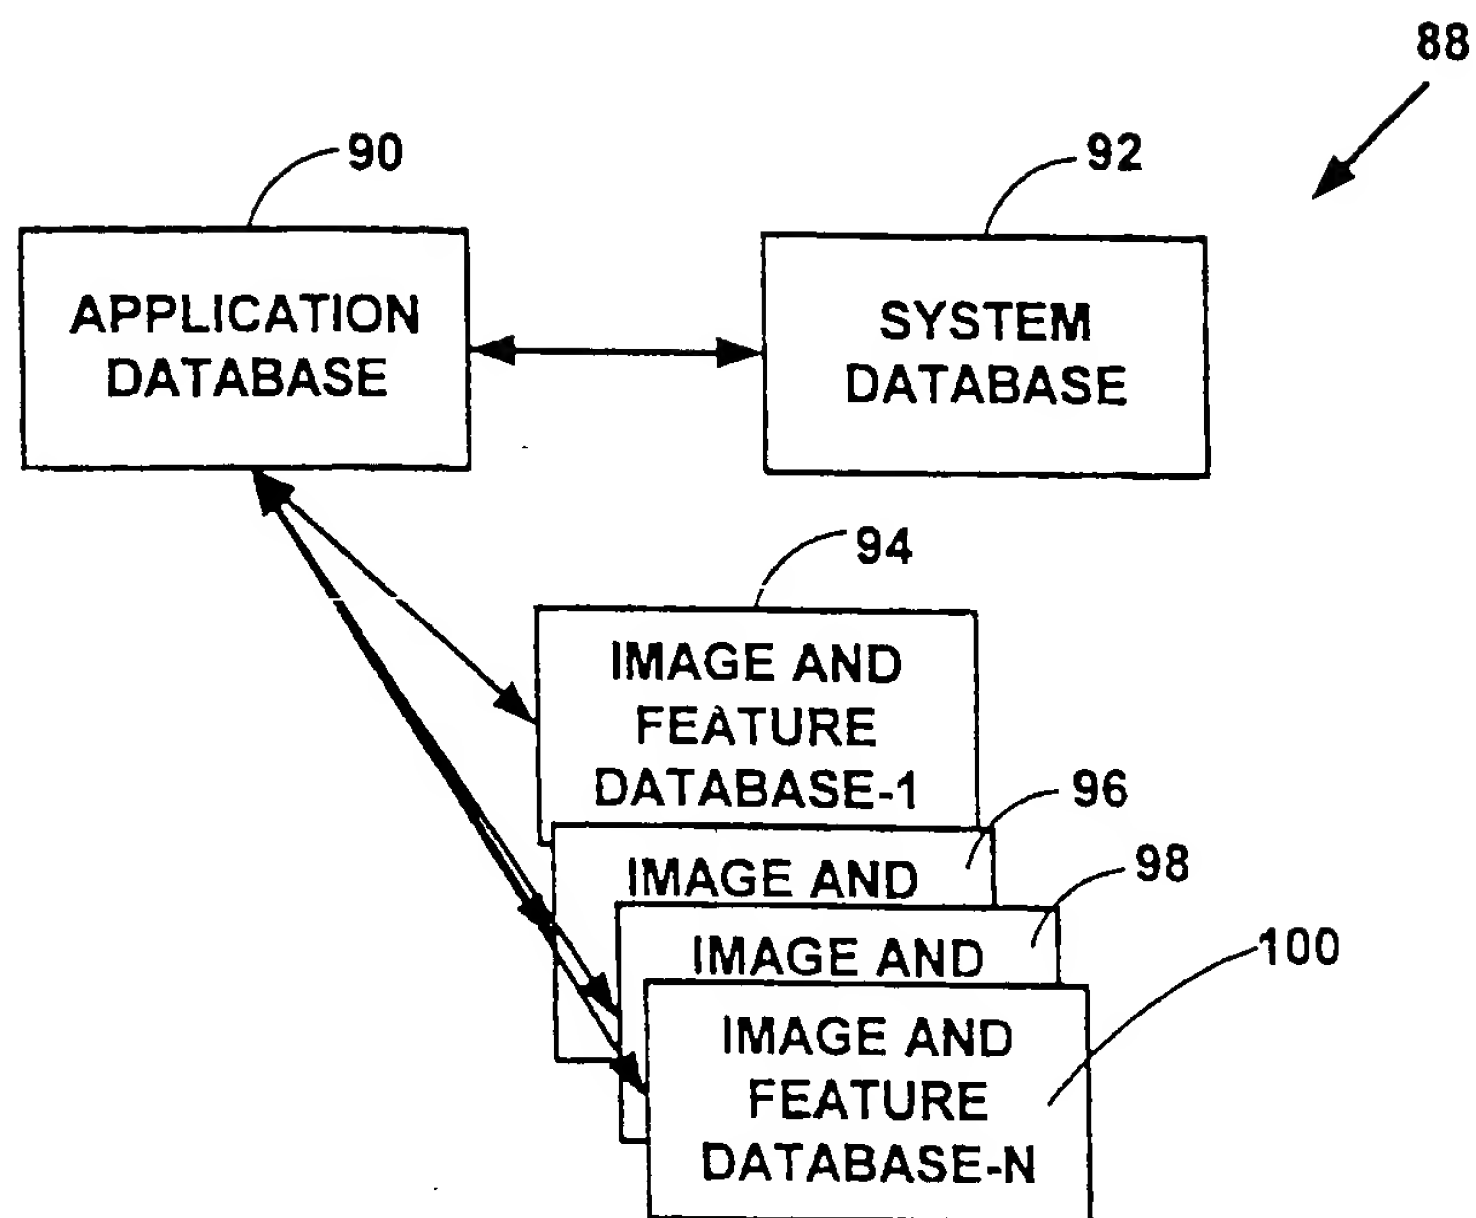 88
90
92
APPLICATION
DATABASE
SYSTEM
DATABASE
94
IMAGE AND
FEATURE
DATABASE-1
96
IMAGE AND
98
IMAGE AND
100
IMAGE AND
FEATURE
DATABASE-N